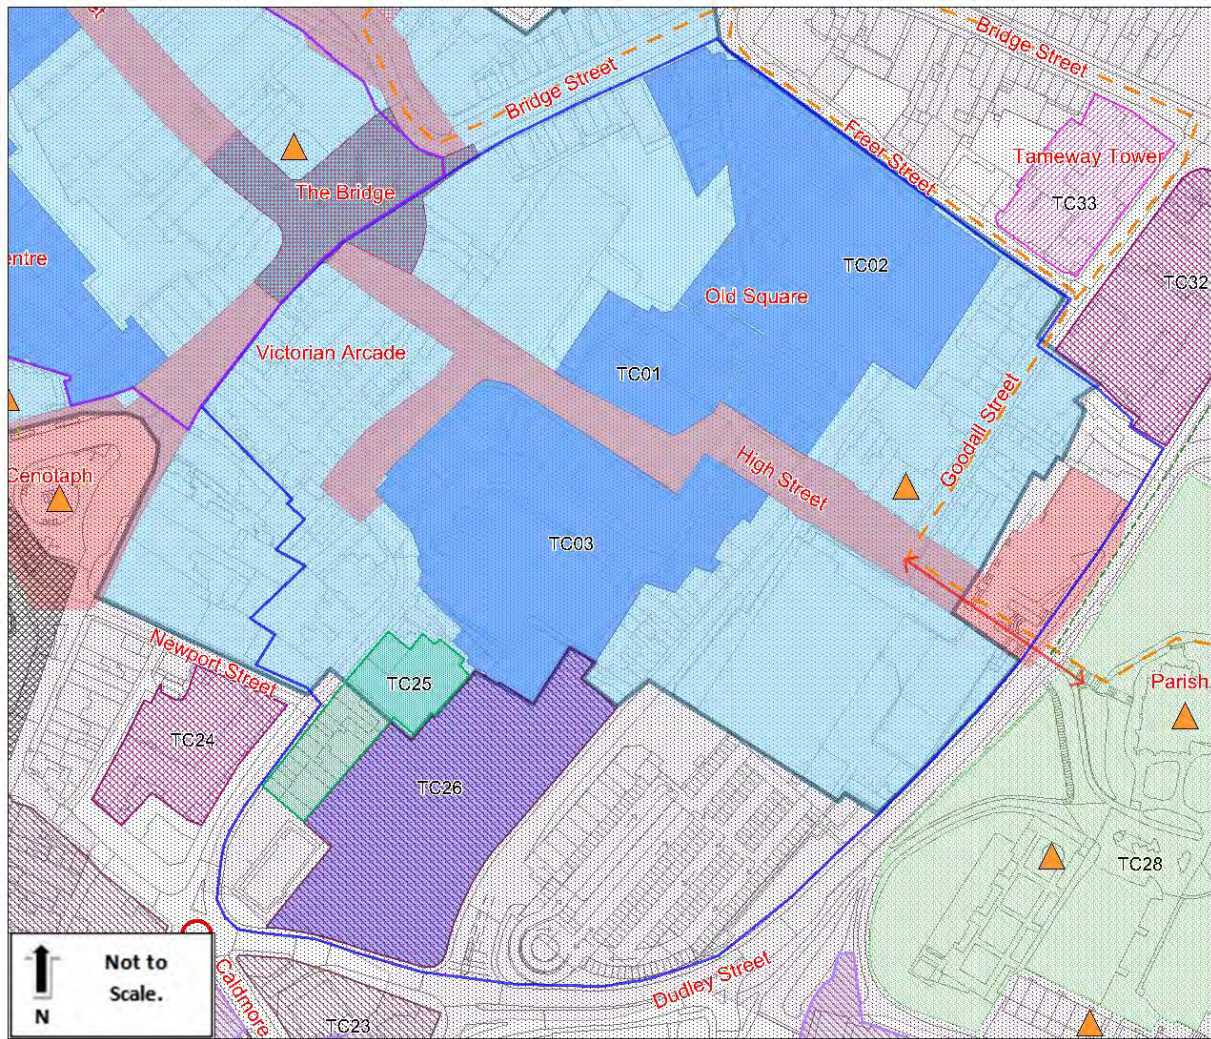 Bridge Street
Bridge Street
Freer Street
Tameway Tower
TC33
The Bridge
entre
TC02
TC32
Old Square
Victorian Arcade
TC01
Goodall Street
Cenotaph
High Street
TC03
Newport Street
TC25
Parish
TC24
TC26
TC28
Not to
Scale.
N
Caldmore
Dudley Street
TC23